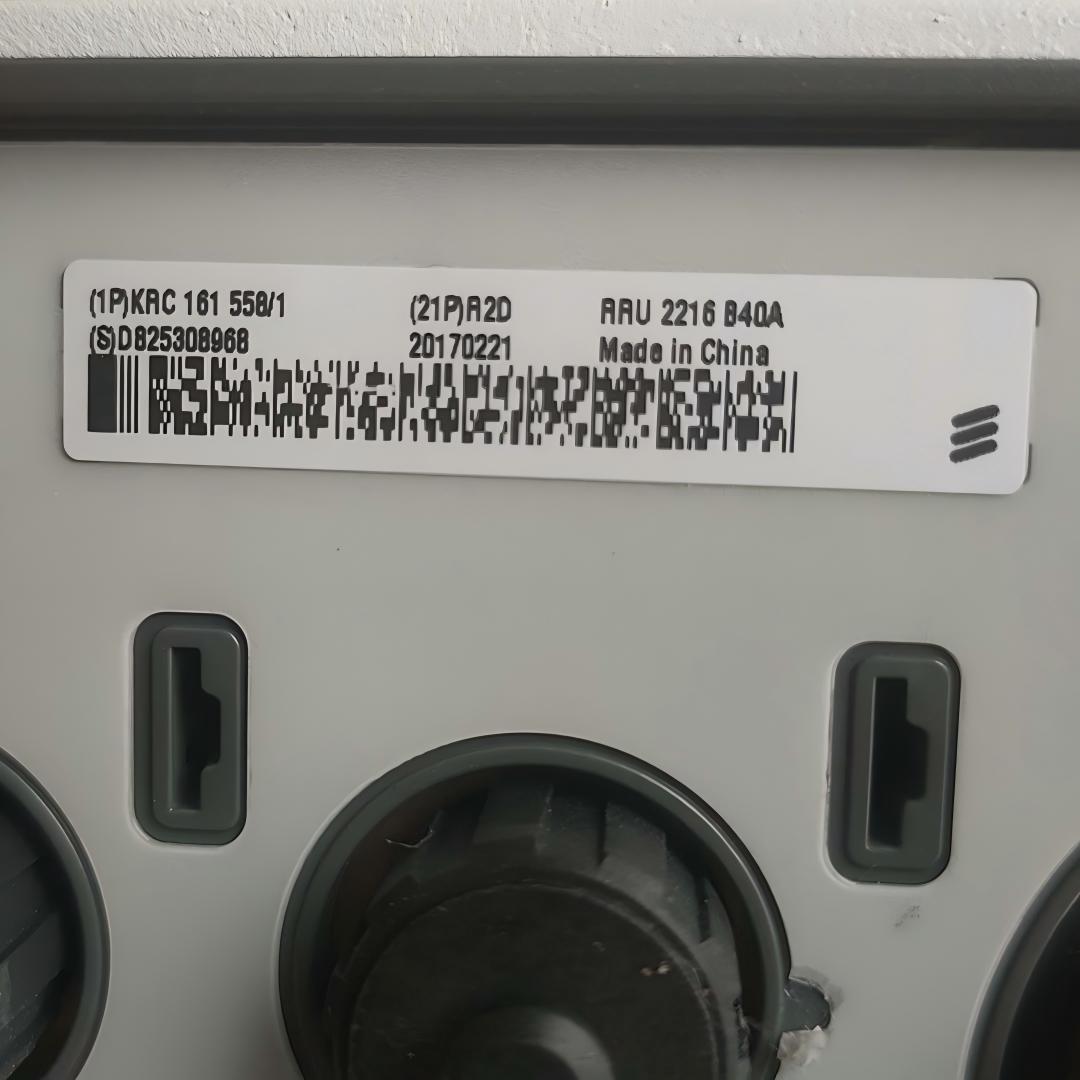 (1P)KRC 161 558/1 (21P)R2D RRU 2216 B40A
(S)D825308968 20170221 Made in China